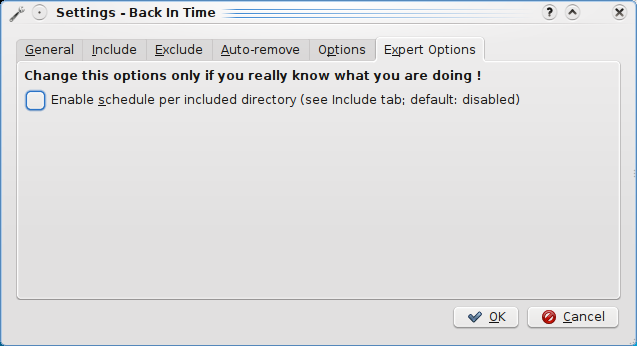 Settings - Back In Time
?
General Include Exclude Auto-remove Options Expert Options
Change this options only if you really know what you are doing !
Enable schedule per included directory (see Include tab; default: disabled)
OK Cancel